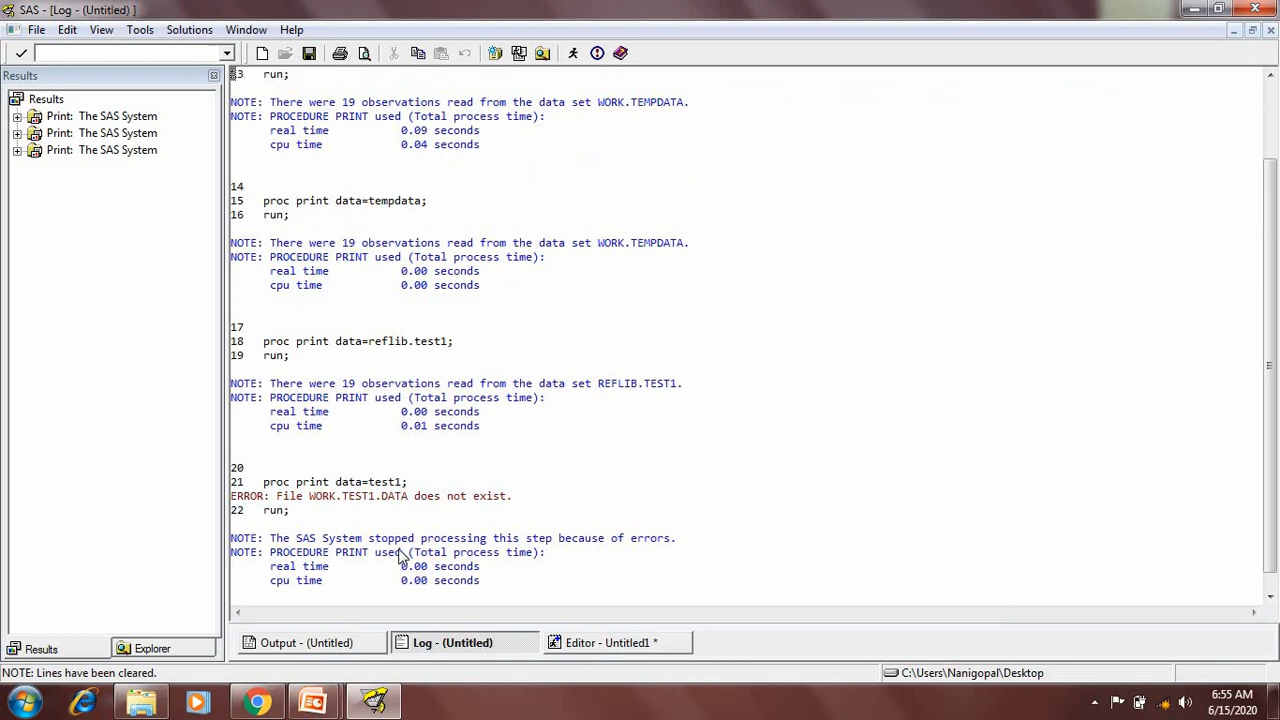 SAS - [Log - (Untitled) ]
File Edit View Tools Solutions Window Help
Results
Results
Print: The SAS System
Print: The SAS System
Print: The SAS System
Results
Explorer
3 run;
NOTE: There were 19 observations read from the data set WORK.TEMPDATA.
NOTE: PROCEDURE PRINT used (Total process time):
real time 0.09 seconds
cpu time 0.04 seconds
14
15 proc print data=tempdata;
16 run;
NOTE: There were 19 observations read from the data set WORK.TEMPDATA.
NOTE: PROCEDURE PRINT used (Total process time):
real time 0.00 seconds
cpu time 0.00 seconds
17
18 proc print data=reflib.test1;
19 run;
NOTE: There were 19 observations read from the data set REFLIB.TEST1.
NOTE: PROCEDURE PRINT used (Total process time):
real time 0.00 seconds
cpu time 0.01 seconds
20
21 proc print data=test1;
ERROR: File WORK.TEST1.DATA does not exist.
22 run;
NOTE: The SAS System stopped processing this step because of errors.
NOTE: PROCEDURE PRINT used (Total process time):
real time 0.00 seconds
cpu time 0.00 seconds
Output - (Untitled) Log - (Untitled) Editor - Untitled1 *
NOTE: Lines have been cleared. C:\Users\Nanigopal\Desktop
6:55 AM
6/15/2020